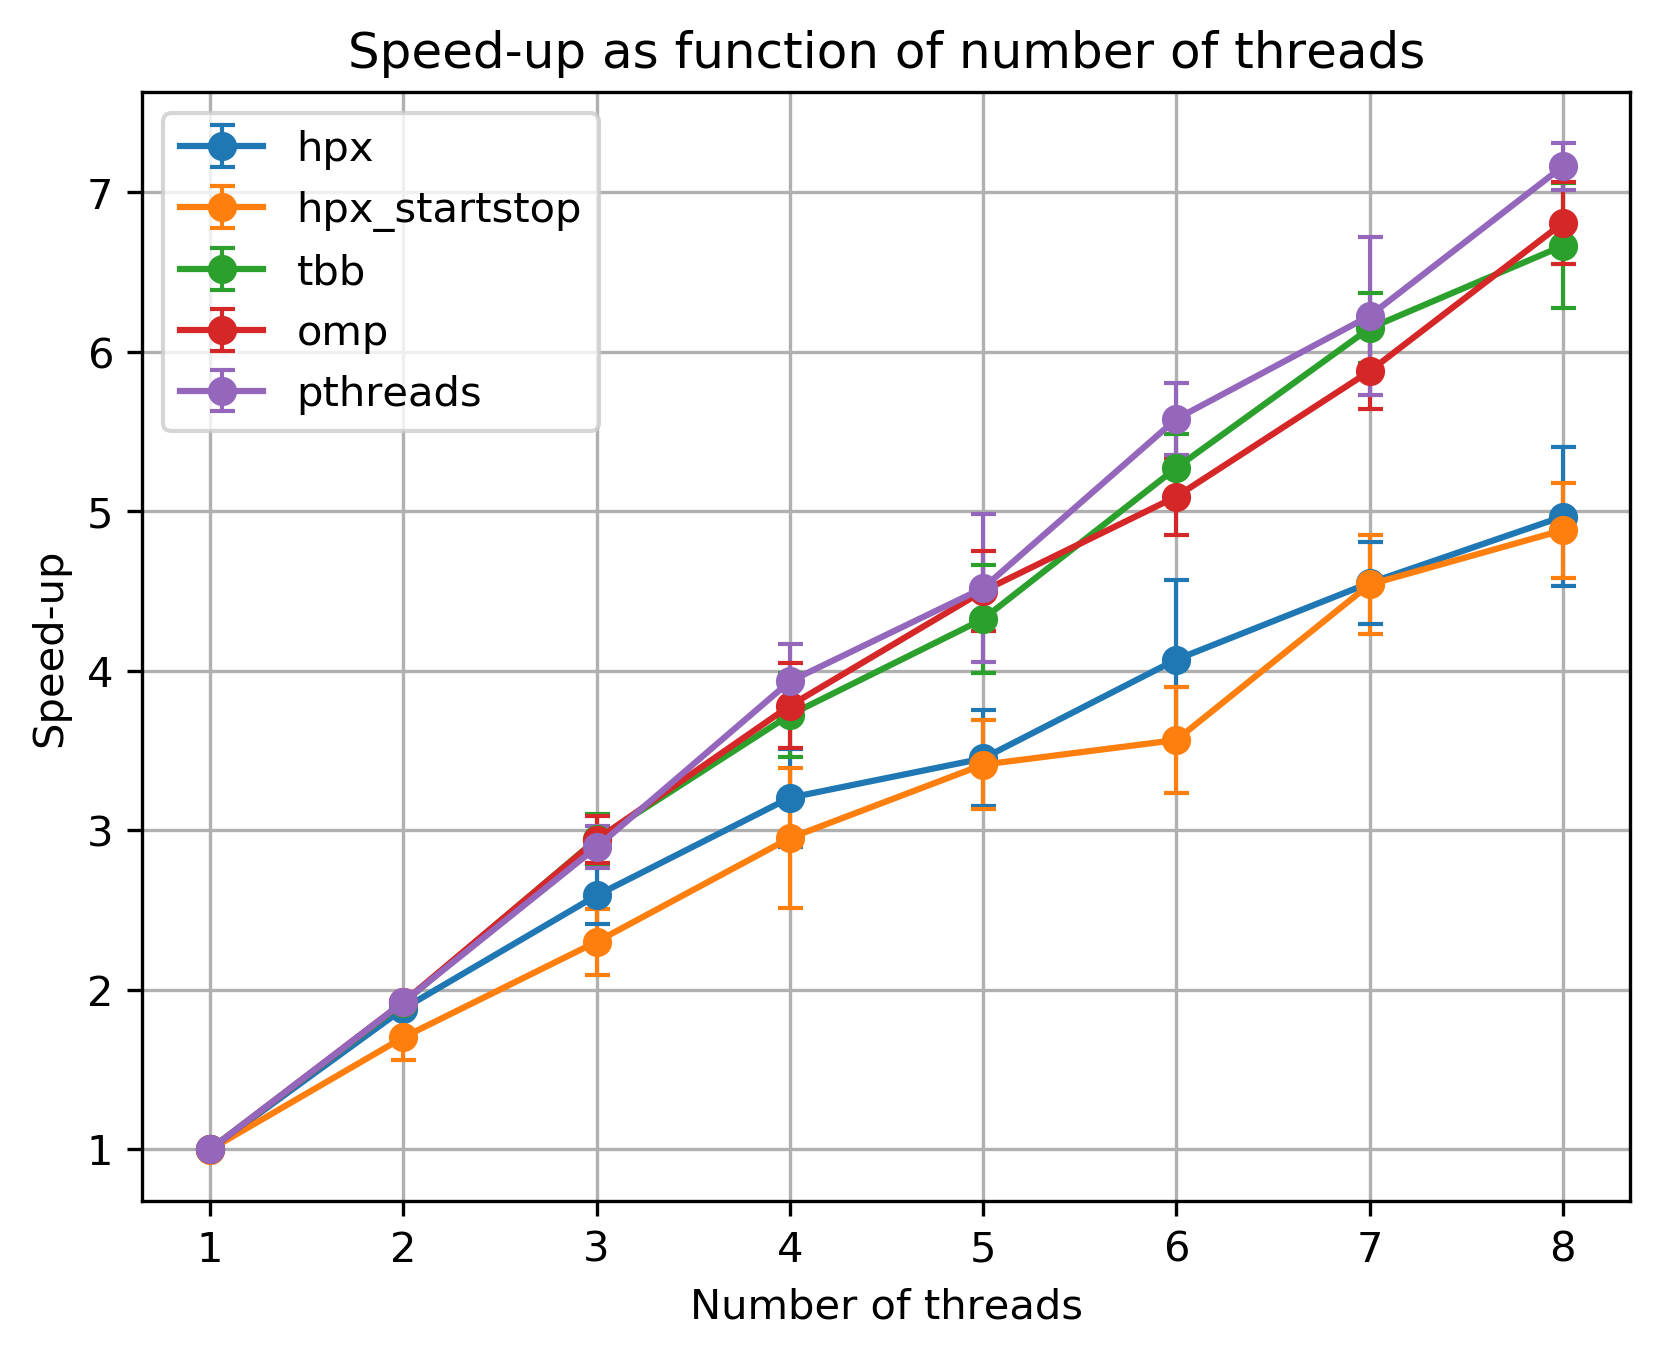 Speed-up as function of number of threads
hpx
hpx_startstop
tbb
omp
pthreads
Speed-up
7
6
5
4
3
2
1
1 2 3 4 5 6 7 8
Number of threads